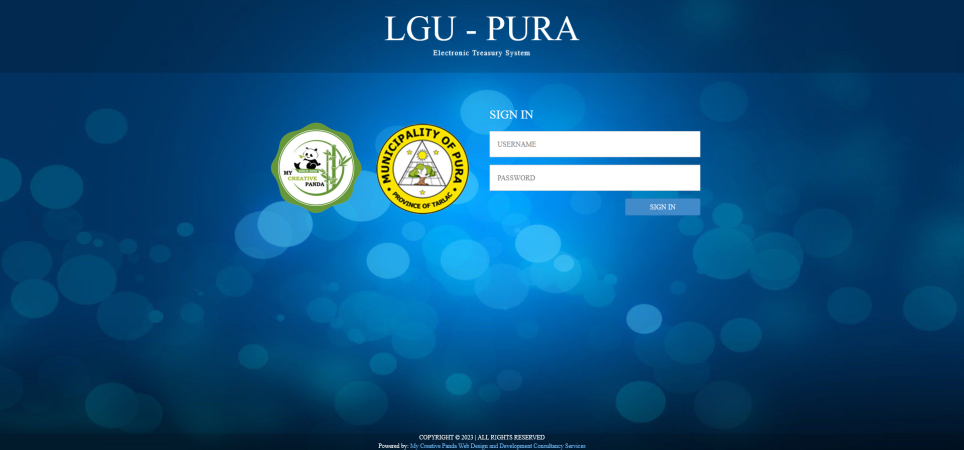 LGU - PURA
Electronic Treasury System
SIGN IN
MY
CREATIVE
PANDA
MUNICIPALITY OF PURA
PROVINCE OF TARLAC
USERNAME
PASSWORD
SIGN IN
COPYRIGHT © 2023 | ALL RIGHTS RESERVED
Powered by: My Creative Panda Web Design and Development Consultancy Services